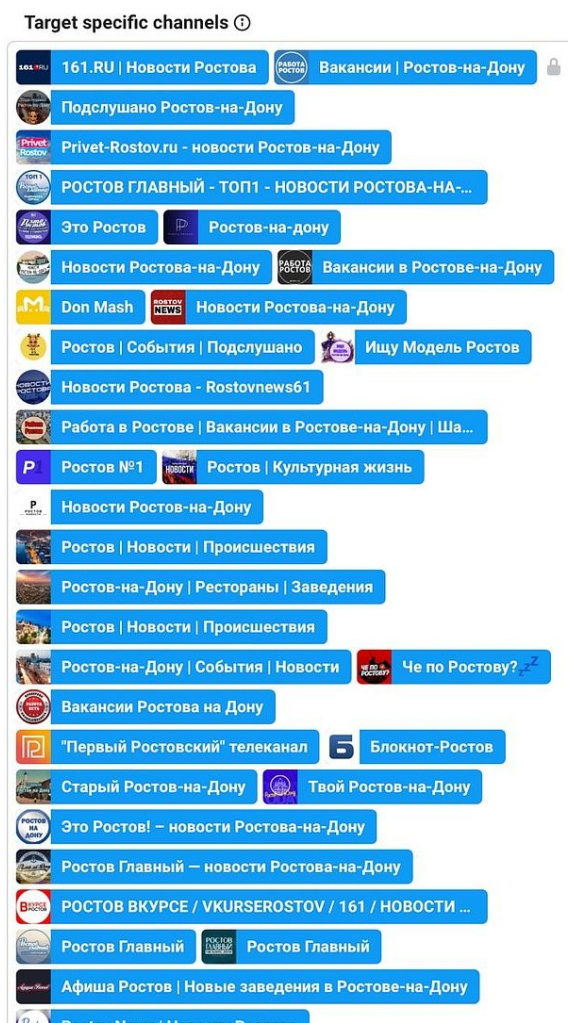 Target specific channels
161.RU | Новости Ростова Вакансии | Ростов-на-Дону
Подслушано Ростов-на-Дону
Privet-Rostov.ru - новости Ростов-на-Дону
РОСТОВ ГЛАВНЫЙ - ТОП1 - НОВОСТИ РОСТОВА-НА-...
Это Ростов Ростов-на-дону
Новости Ростова-на-Дону Вакансии в Ростове-на-Дону
Don Mash Новости Ростова-на-Дону
Ростов | События | Подслушано Ищу Модель Ростов
Новости Ростова - Rostovnews61
Работа в Ростове | Вакансии в Ростове-на-Дону | Ша...
Ростов №1 Ростов | Культурная жизнь
Новости Ростов-на-Дону
Ростов | Новости | Происшествия
Ростов-на-Дону | Рестораны | Заведения
Ростов | Новости | Происшествия
Ростов-на-Дону | События | Новости Че по Ростову?
Вакансии Ростова на Дону
"Первый Ростовский" телеканал Блокнот-Ростов
Старый Ростов-на-Дону Твой Ростов-на-Дону
Это Ростов! – новости Ростова-на-Дону
Ростов Главный — новости Ростова-на-Дону
РОСТОВ ВКУРСЕ / VKURSEROSTOV / 161 / НОВОСТИ ...
Ростов Главный Ростов Главный
Афиша Ростов | Новые заведения в Ростове-на-Дону